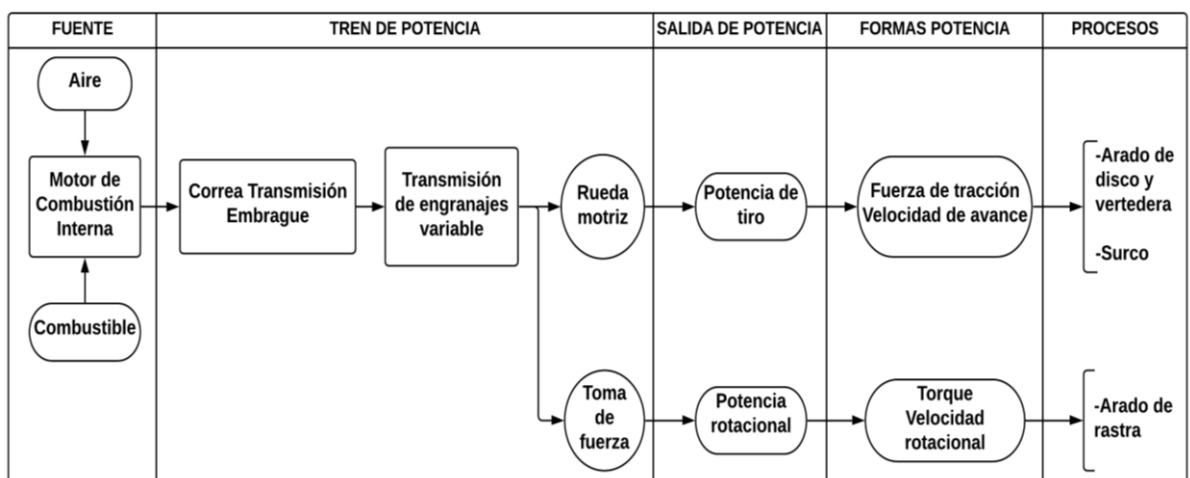 FUENTE
TREN DE POTENCIA
SALIDA DE POTENCIA
FORMAS POTENCIA
PROCESOS
Aire
Motor de
Combustión
Interna
Combustible
Correa Transmisión
Embrague
Transmisión
de engranajes
variable
Rueda
motriz
Potencia de
tiro
Fuerza de tracción
Velocidad de avance
-Arado de
disco y
vertedera
-Surco
Toma
de
fuerza
Potencia
rotacional
Torque
Velocidad
rotacional
-Arado de
rastra